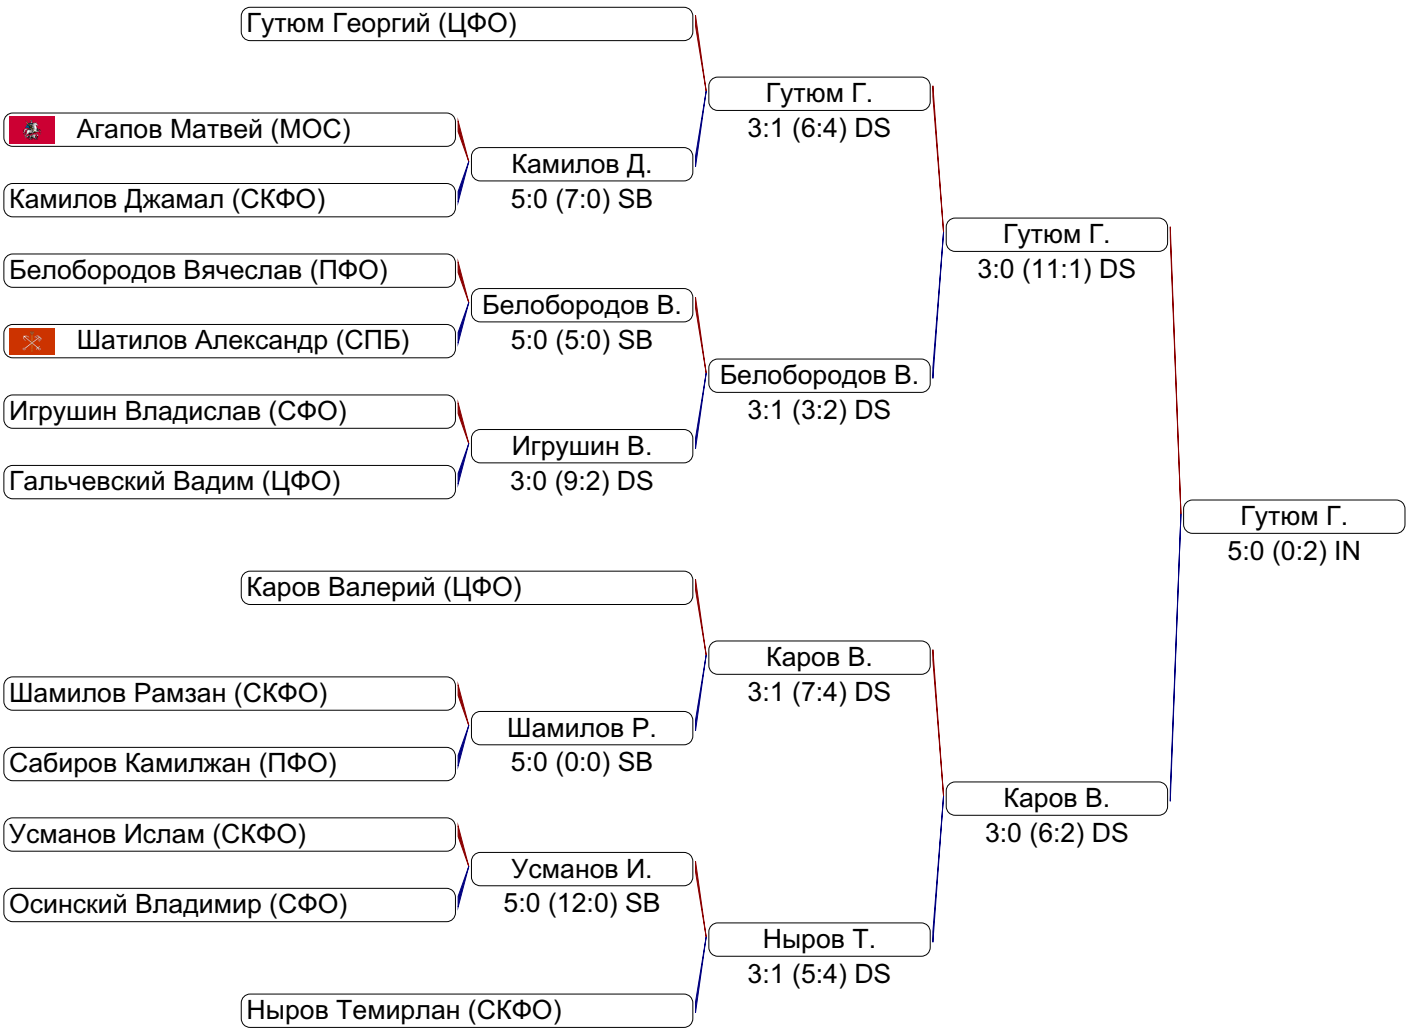 Гутюм Георгий (ЦФО)
Гутюм Г.
3:1 (6:4) DS
Агапов Матвей (МОС)
Камилов Д.
5:0 (7:0) SB
Камилов Джамал (СКФО)
Гутюм Г.
3:0 (11:1) DS
Белобородов Вячеслав (ПФО)
Белобородов В.
5:0 (5:0) SB
Шатилов Александр (СПБ)
Белобородов В.
3:1 (3:2) DS
Игрушин Владислав (СФО)
Игрушин В.
3:0 (9:2) DS
Гальчевский Вадим (ЦФО)
Гутюм Г.
5:0 (0:2) IN
Каров Валерий (ЦФО)
Каров В.
3:1 (7:4) DS
Шамилов Рамзан (СКФО)
Шамилов Р.
5:0 (0:0) SB
Сабиров Камилжан (ПФО)
Каров В.
3:0 (6:2) DS
Усманов Ислам (СКФО)
Усманов И.
5:0 (12:0) SB
Осинский Владимир (СФО)
Ныров Т.
3:1 (5:4) DS
Ныров Темирлан (СКФО)